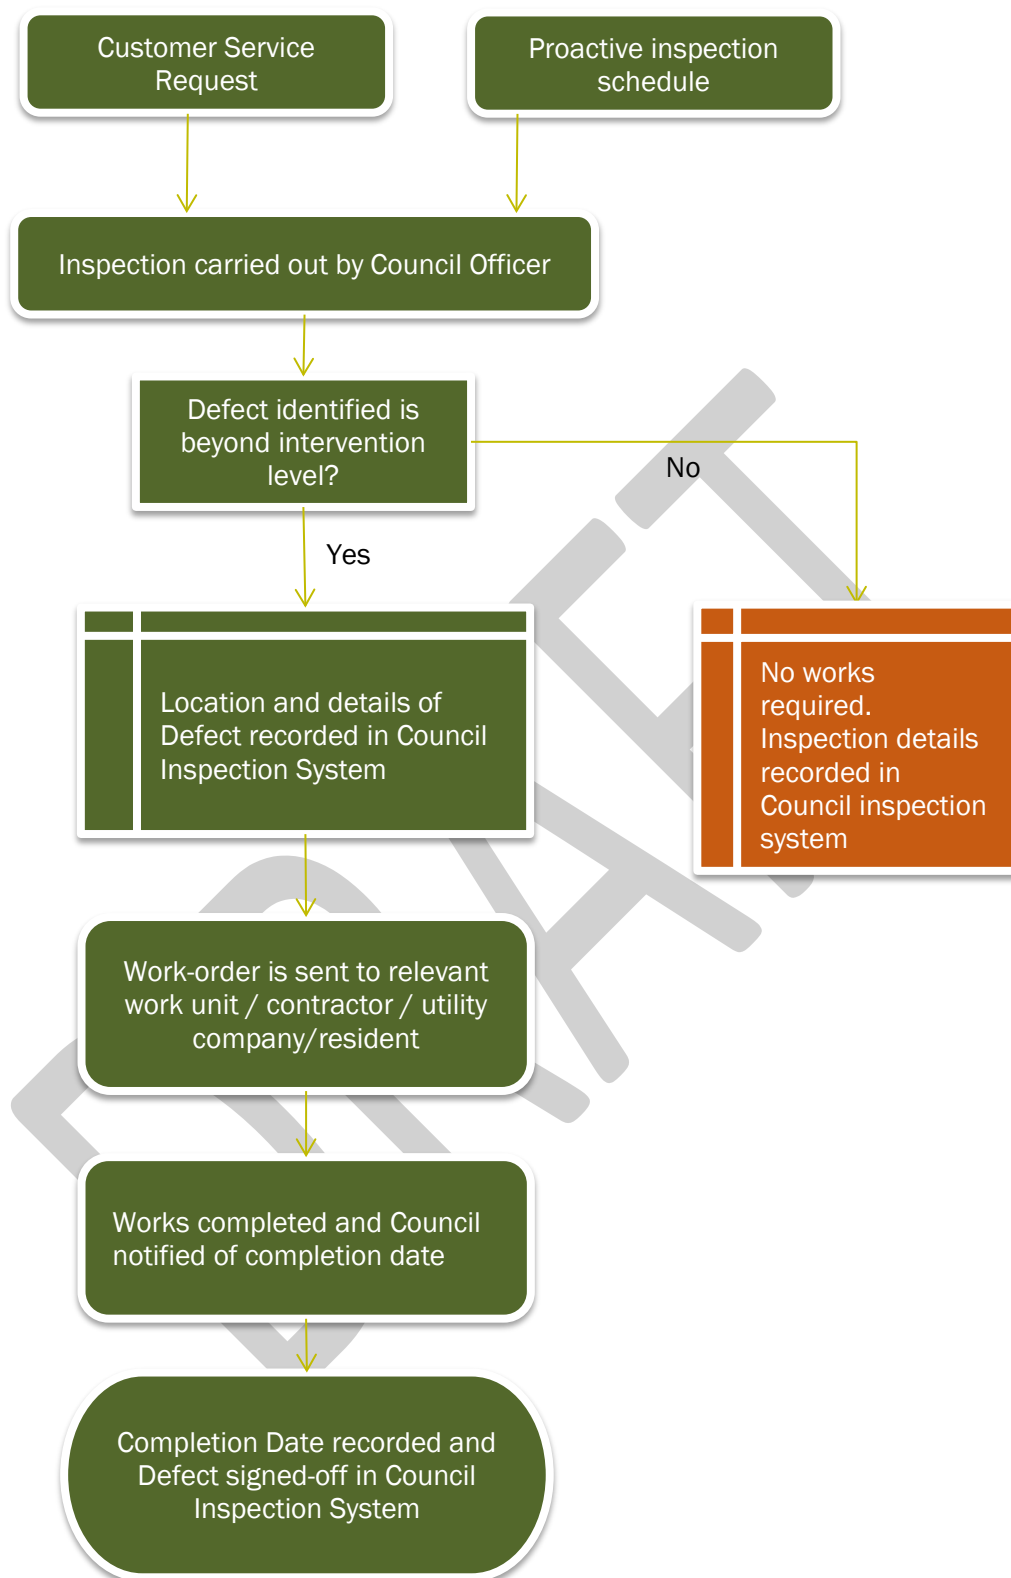 Customer Service
Request
Proactive inspection
schedule
Inspection carried out by Council Officer
Defect identified is
beyond intervention
level?
No
Yes
Location and details of
Defect recorded in Council
Inspection System
No works
required.
Inspection details
recorded in
Council inspection
system
Work-order is sent to relevant
work unit / contractor / utility
company/resident
Works completed and Council
notified of completion date
Completion Date recorded and
Defect signed-off in Council
Inspection System
DRAFT